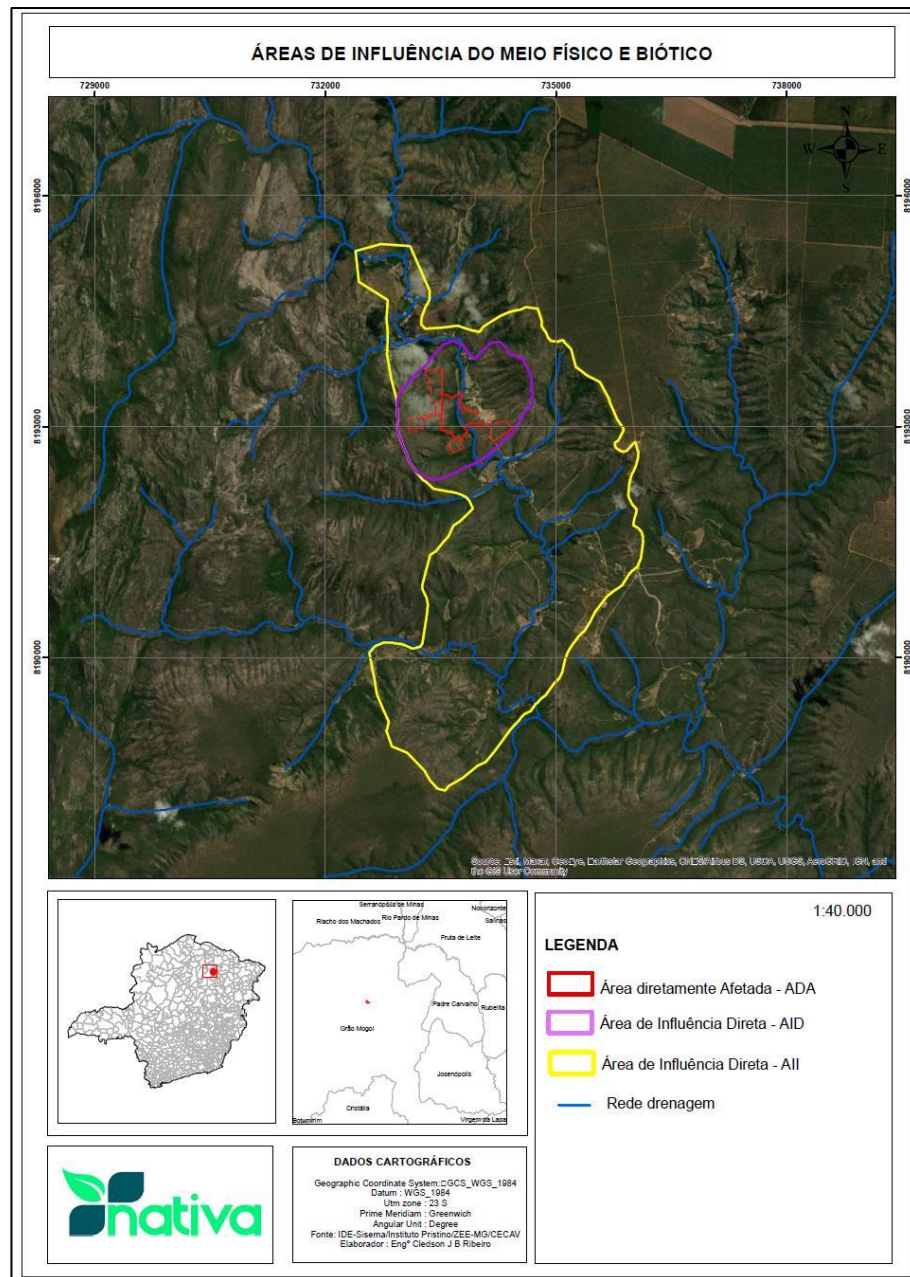 ÁREAS DE INFLUÊNCIA DO MEIO FÍSICO E BIÓTICO
729000 732000 735000 738000
N
W E
S
8196000 8196000
8193000 8193000
8190000 8190000
Source: Esri, Maxar, GeoEye, Earthstar Geographics, CNES/Airbus DS, USDA, USGS, AeroGRID, IGN, and
the GIS User Community
Serranópolis de Minas
Novorizonte
Riacho dos Machados
Rio Pardo de Minas
Salinas
Fruta de Leite
Padre Carvalho
Rubelita
Grão Mogol
Josenópolis
Cristália
Botumirim
Virgem da Lapa
1:40.000
LEGENDA
Área diretamente Afetada - ADA
Área de Influência Direta - AID
Área de Influência Direta - AII
Rede drenagem
nativa
DADOS CARTOGRÁFICOS
Geographic Coordinate System:□GCS_WGS_1984
Datum : WGS_1984
Utm zone : 23 S
Prime Meridiam : Greenwich
Angular Unit : Degree
Fonte: IDE-Sisema/Instituto Pristino/ZEE-MG/CECAV
Elaborador : Engº Cledson J B Ribeiro